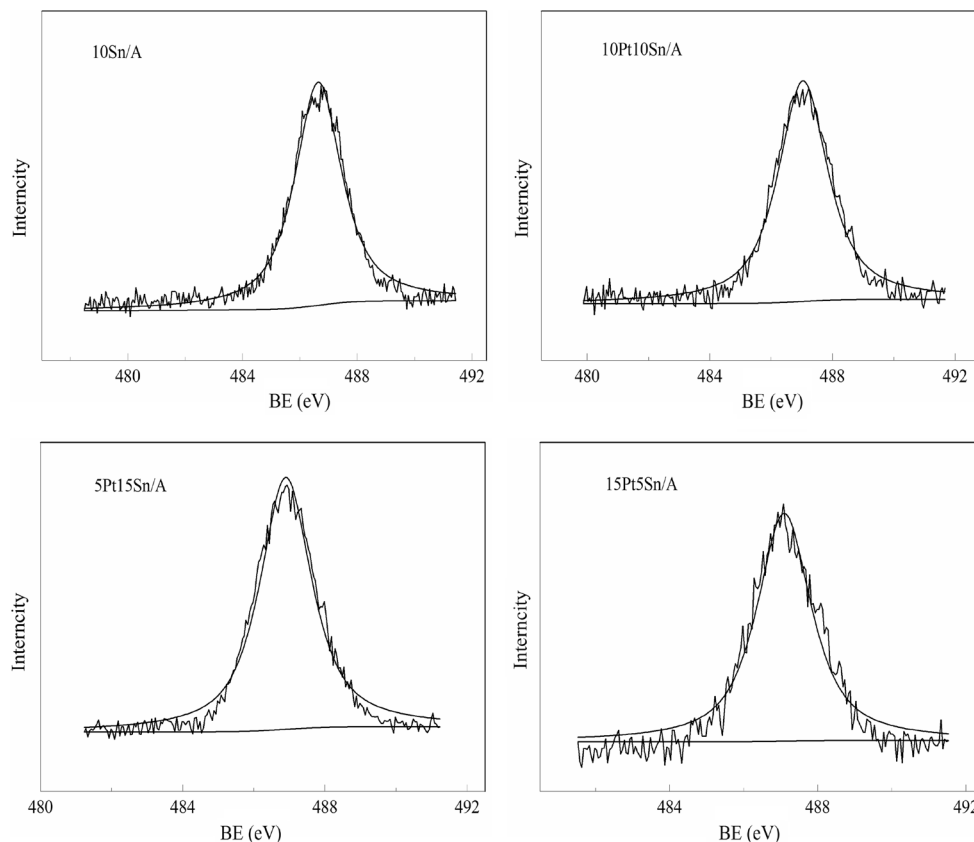 10Sn/A
Interncity
480 484 488 492
BE (eV)
10Pt10Sn/A
Interncity
480 484 488 492
BE (eV)
5Pt15Sn/A
Interncity
480 484 488 492
BE (eV)
15Pt5Sn/A
Interncity
484 488 492
BE (eV)